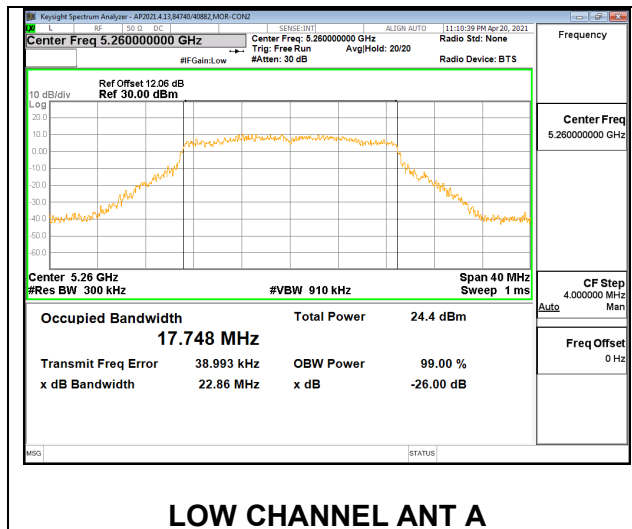 Keysight Spectrum Analyzer - AP2021.4.13,84740/40882,MOR-CON2
L RF 50 Ω DC SENSE:INT ALIGN AUTO 11:10:39 PM Apr 20, 2021
Center Freq 5.260000000 GHz
Center Freq: 5.260000000 GHz
Radio Std: None
Trig: Free Run Avg|Hold: 20/20
#IFGain:Low #Atten: 30 dB Radio Device: BTS
Frequency
Ref Offset 12.06 dB
10 dB/div Ref 30.00 dBm
Log
20.0
10.0
0.00
-10.0
-20.0
-30.0
-40.0
-50.0
-60.0
Center 5.26 GHz Span 40 MHz
#Res BW 300 kHz #VBW 910 kHz Sweep 1 ms
Center Freq
5.260000000 GHz
CF Step
4.000000 MHz
Auto Man
Freq Offset
0 Hz
Occupied Bandwidth Total Power 24.4 dBm
17.748 MHz
Transmit Freq Error 38.993 kHz OBW Power 99.00 %
x dB Bandwidth 22.86 MHz x dB -26.00 dB
MSG STATUS
LOW CHANNEL ANT A